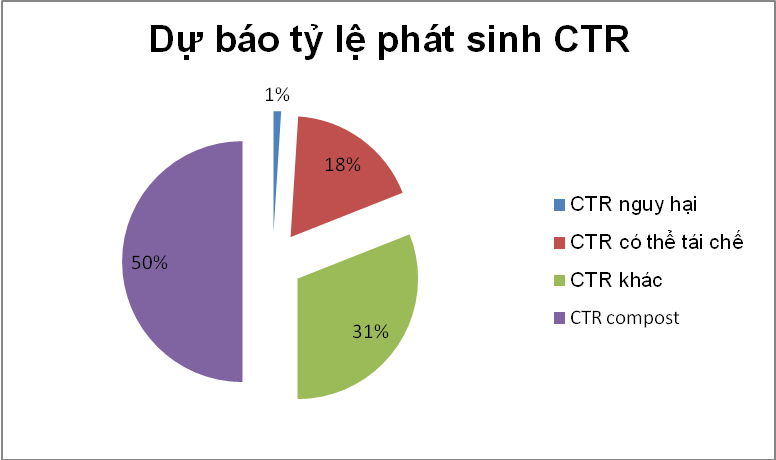 Dự báo tỷ lệ phát sinh CTR
1%
18%
50%
31%
CTR nguy hại
CTR có thể tái chế
CTR khác
CTR compost